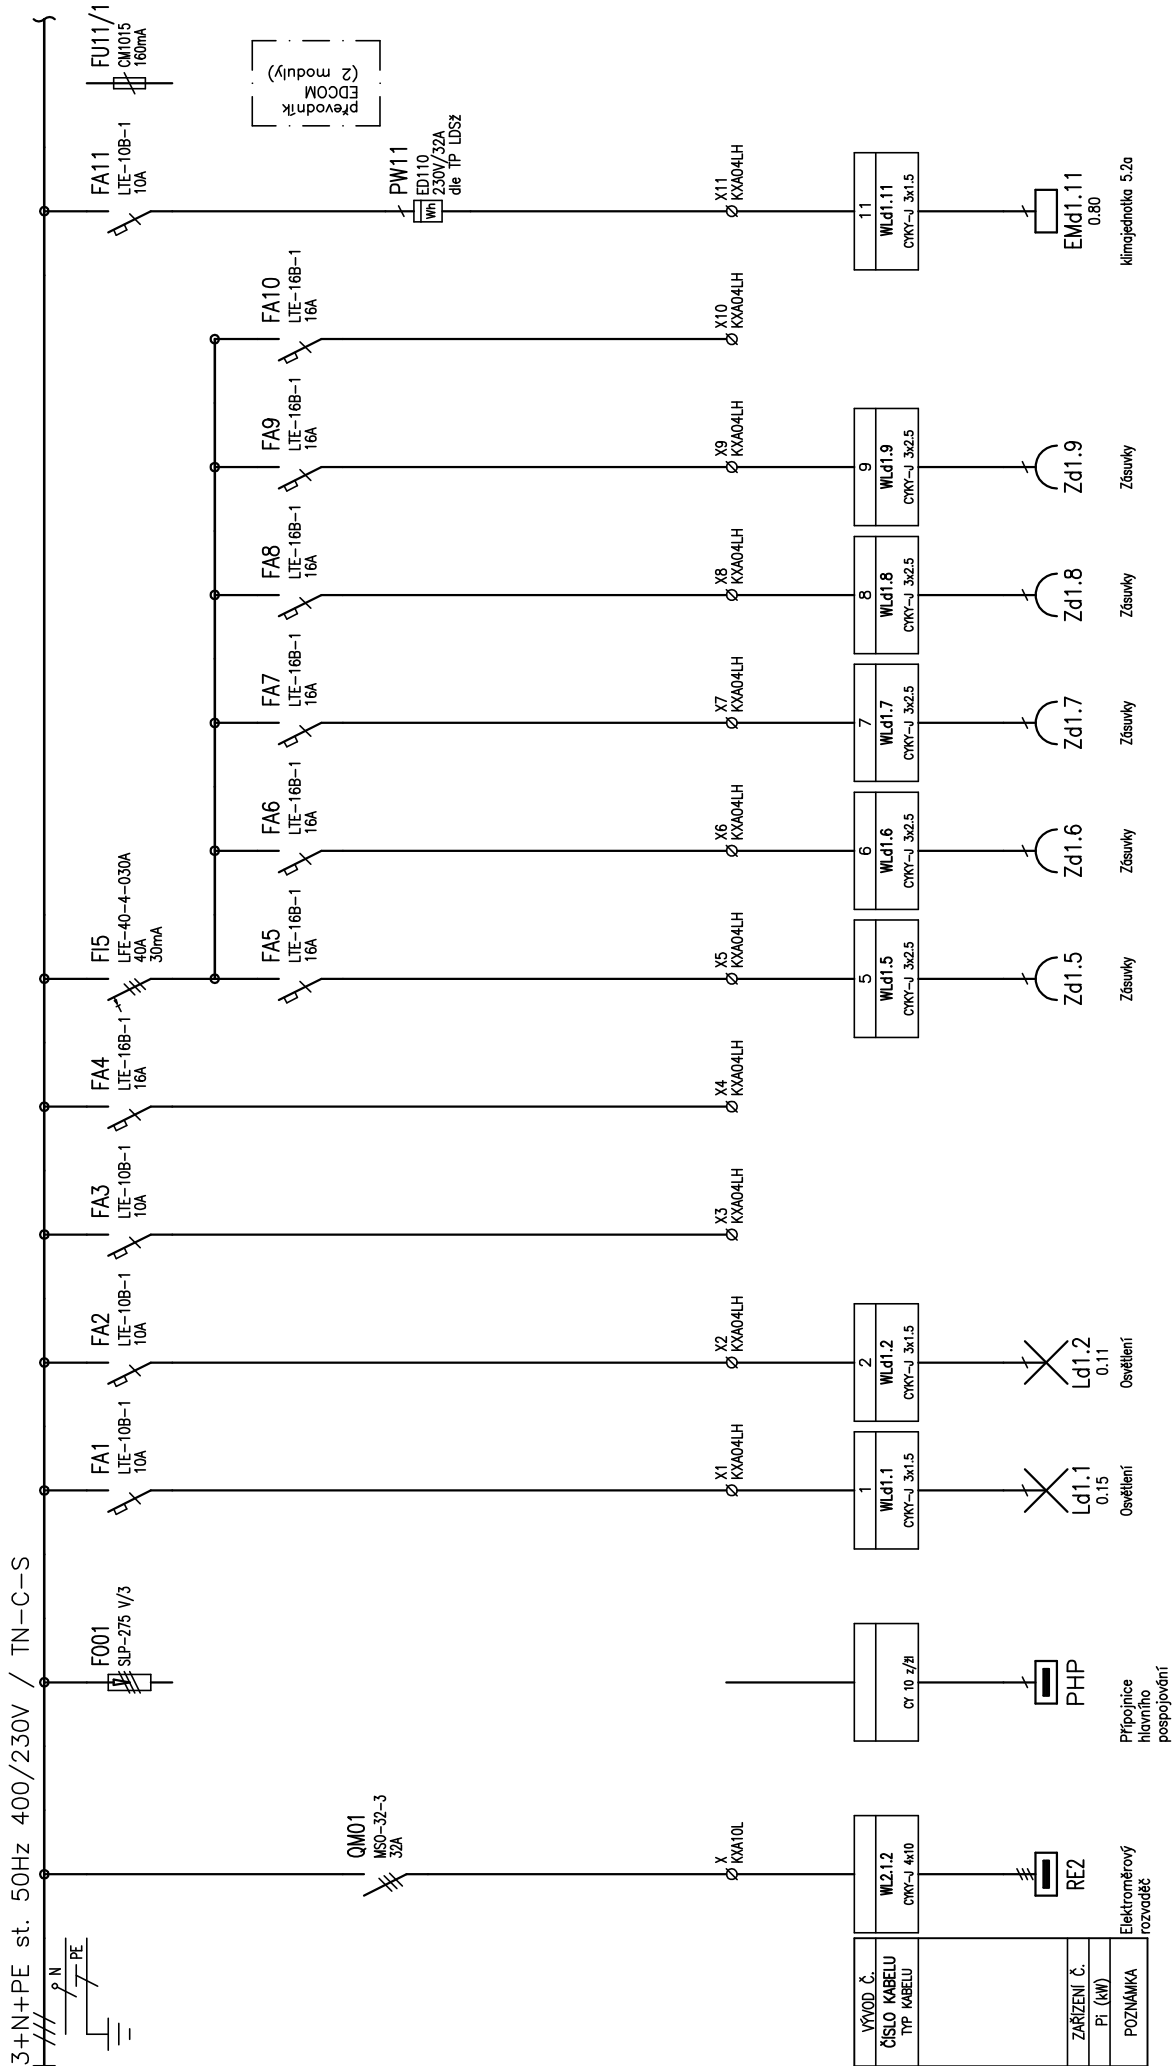 3+N+PE st. 50Hz 400/230V / TN-C-S
N
PE
QM01
MSO-32-3
32A
X
KXA10L
WL2.1.2
CYKY-J 4x10
RE2
Elektroměrový
rozvaděč
F001
SLP-275 V/3
CY 10 z/žl
PHP
Přípojnice
hlavního
pospojování
FA1
LTE-10B-1
10A
X1
KXA04LH
1
WLd1.1
CYKY-J 3x1.5
Ld1.1
0.15
Osvětlení
FA2
LTE-10B-1
10A
X2
KXA04LH
2
WLd1.2
CYKY-J 3x1.5
Ld1.2
0.11
Osvětlení
FA3
LTE-10B-1
10A
X3
KXA04LH
FA4
LTE-16B-1
16A
X4
KXA04LH
FI5
LFE-40-4-030A
40A
30mA
FA5
LTE-16B-1
16A
X5
KXA04LH
5
WLd1.5
CYKY-J 3x2.5
Zd1.5
Zásuvky
FA6
LTE-16B-1
16A
X6
KXA04LH
6
WLd1.6
CYKY-J 3x2.5
Zd1.6
Zásuvky
FA7
LTE-16B-1
16A
X7
KXA04LH
7
WLd1.7
CYKY-J 3x2.5
Zd1.7
Zásuvky
FA8
LTE-16B-1
16A
X8
KXA04LH
8
WLd1.8
CYKY-J 3x2.5
Zd1.8
Zásuvky
FA9
LTE-16B-1
16A
X9
KXA04LH
9
WLd1.9
CYKY-J 3x2.5
Zd1.9
Zásuvky
FA10
LTE-16B-1
16A
X10
KXA04LH
FA11
LTE-10B-1
10A
PW11
ED110
230V/32A
dle TP LDSž
Wh
X11
KXA04LH
11
WLd1.11
CYKY-J 3x1.5
EMd1.11
0.80
klimajednotka 5.2a
FU11/1
CM1015
160mA
převodník
EDCOM
(2 moduly)
VÝVOD Č.
ČÍSLO KABELU
TYP KABELU
ZAŘÍZENÍ Č.
Pi (kW)
POZNÁMKA